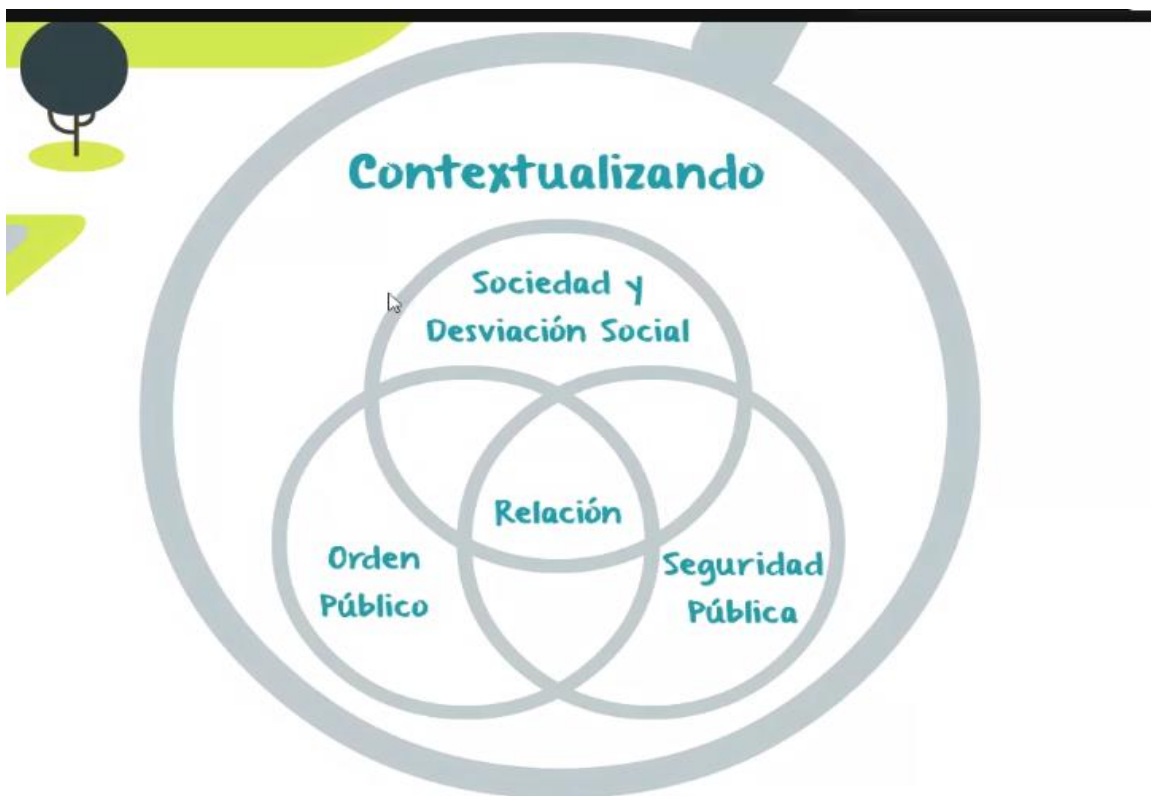 Contextualizando
Sociedad y
Desviación Social
Relación
Orden
Público
Seguridad
Pública